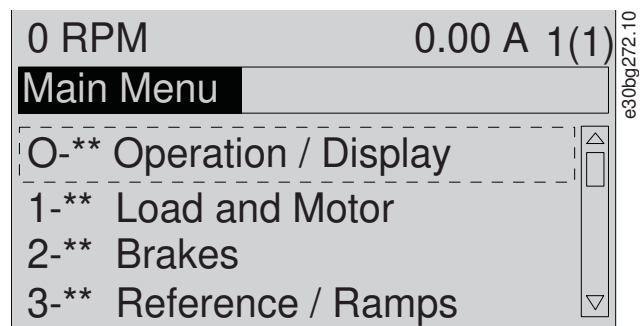 0 RPM 0.00 A 1(1)
Main Menu
O-** Operation / Display
1-** Load and Motor
2-** Brakes
3-** Reference / Ramps
e30bg272.10